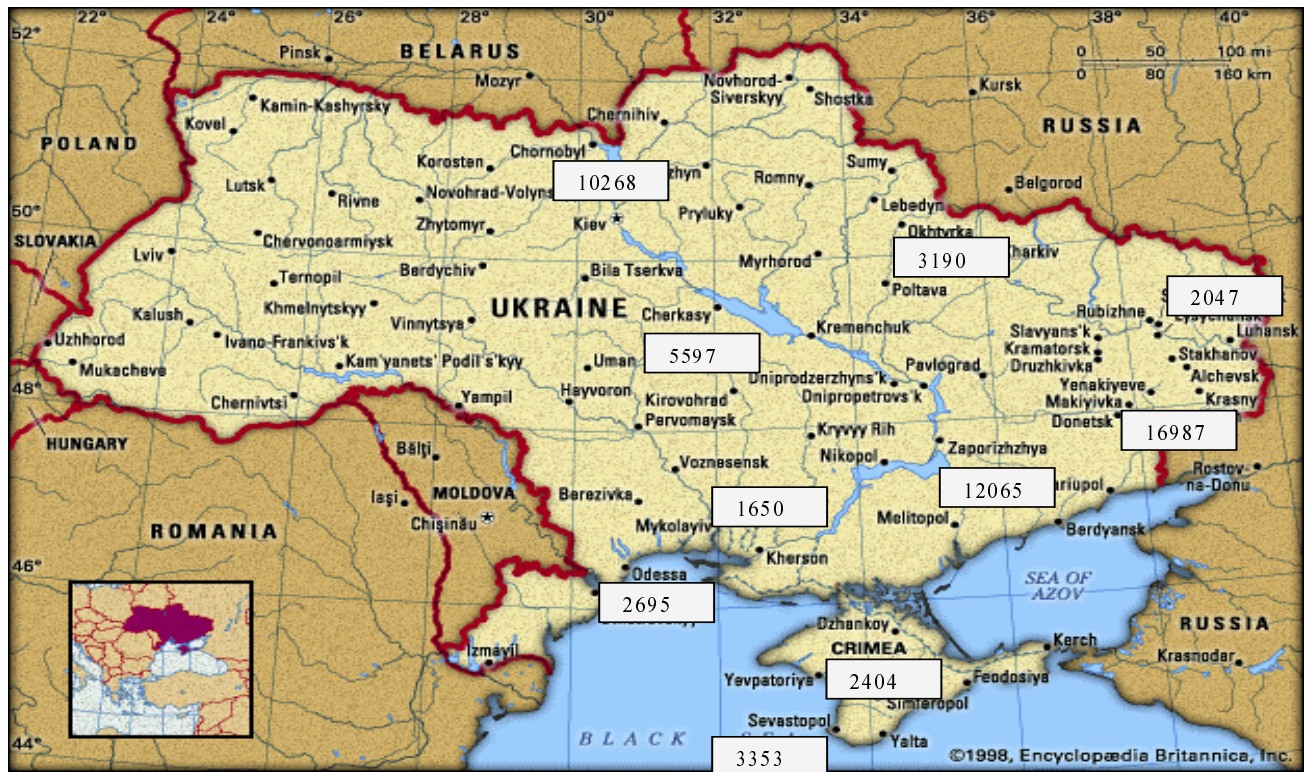 22° 24° 26° 28° 30° 32° 34° 36° 38° 40°
52°
50°
48°
46°
44°
0 50 100 mi
0 80 160 km
BELARUS
Pinsk
Mozyr
POLAND
RUSSIA
Kursk
Belgorod
Novhorod-
Siverskyy
Shostka
Chernihiv
Kamin-Kashyrsky
Kovel
Chornobyl
Korosten
10268
zhyn
Romny
Sumy
Lutsk
Rivne
Novohrad-Volyns
Pryluky
Lebedyn
Okhtyrka
SLOVAKIA
Zhytomyr
Kiev
Chervonoarmiysk
Lviv
3190
harkiv
Ternopil
Berdychiv
Bila Tserkva
Myrhorod
Poltava
2047
Khmelnytskyy
UKRAINE
Kalush
Vinnytsya
Cherkasy
Kremenchuk
Rubizhne
Lysychansk
Luhansk
Uzhhorod
Ivano-Frankivs'k
5597
Slavyans'k
Kramatorsk
Druzhkivka
Stakhanov
Mukacheve
Kam'yanets' Podil's'kyy
Uman
Pavlograd
Alchevsk
Dniprodzerzhyns'k
Dnipropetrovs'k
Yenakiyeve
Makiyivka
Krasny
Chernivtsi
Yampil
Hayvoron
Kirovohrad
Pervomaysk
Donetsk
16987
HUNGARY
Bălţi
Kryvyy Rih
Nikopol
Zaporizhzhya
Voznesensk
Rostov-
na-Donu
Iaşi
MOLDOVA
Chişinău
Berezivka
1650
12065
ariupol
ROMANIA
Mykolayiv
Melitopol
Berdyansk
Kherson
Odessa
SEA OF
AZOV
2695
Dzhankoy
Kerch
RUSSIA
CRIMEA
Krasnodar
Izmayil
Yevpatoriya
2404
Feodosiya
Simferopol
Sevastopol
Yalta
BLACK SEA
3353
©1998, Encyclopædia Britannica, Inc.